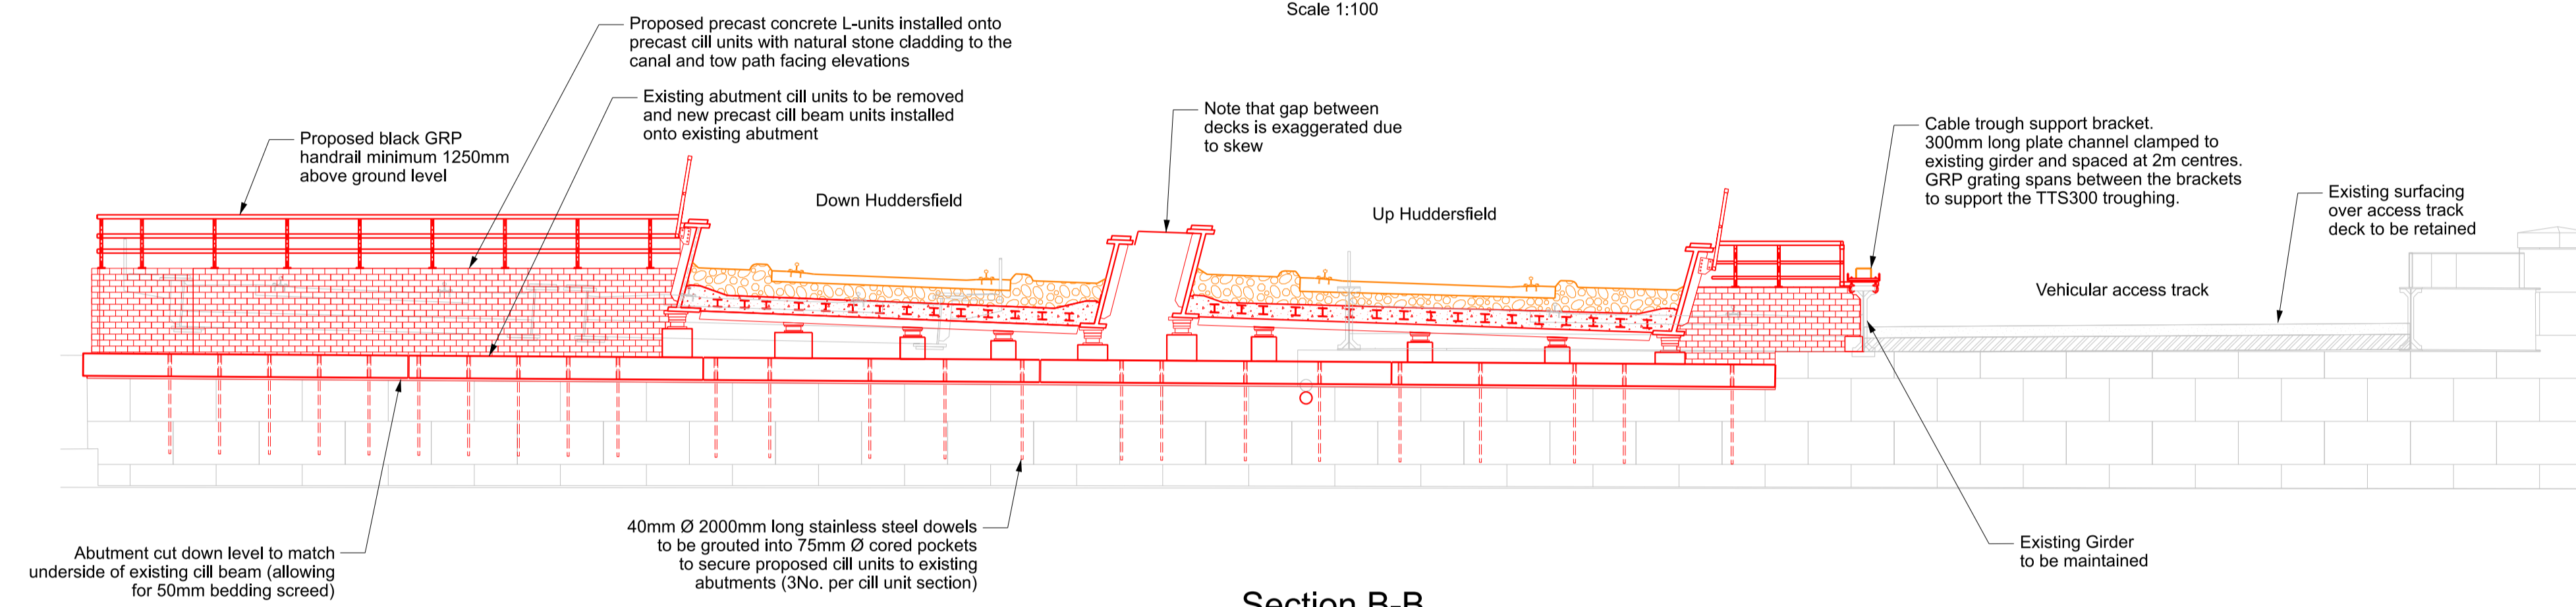 Scale 1:100
Proposed precast concrete L-units installed onto
precast cill units with natural stone cladding to the
canal and tow path facing elevations
Existing abutment cill units to be removed
and new precast cill beam units installed
onto existing abutment
Proposed black GRP
handrail minimum 1250mm
above ground level
Note that gap between
decks is exaggerated due
to skew
Cable trough support bracket.
300mm long plate channel clamped to
existing girder and spaced at 2m centres.
GRP grating spans between the brackets
to support the TTS300 troughing.
Existing surfacing
over access track
deck to be retained
Down Huddersfield
Up Huddersfield
Vehicular access track
Abutment cut down level to match
underside of existing cill beam (allowing
for 50mm bedding screed)
40mm Ø 2000mm long stainless steel dowels
to be grouted into 75mm Ø cored pockets
to secure proposed cill units to existing
abutments (3No. per cill unit section)
Existing Girder
to be maintained
Section B-B